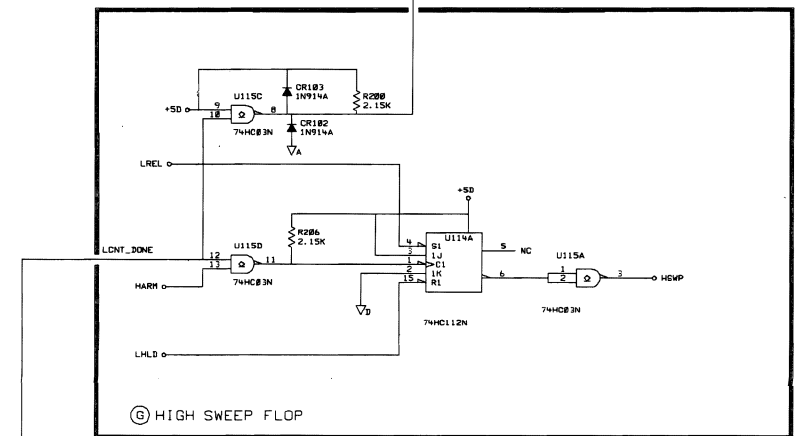 CR103
1N914A
R200
2.15K
U115C
+5D
9
10
8
74HC03N
CR102
1N914A
A
LREL
+5D
LCNT_DONE
R206
2.15K
U114A
4
S1
3
1J
1
C1
2
1K
15
R1
5
NC
6
U115D
12
13
11
74HC03N
HARM
U115A
1
2
3
HSWP
74HC03N
D
74HC112N
LHLD
G HIGH SWEEP FLOP